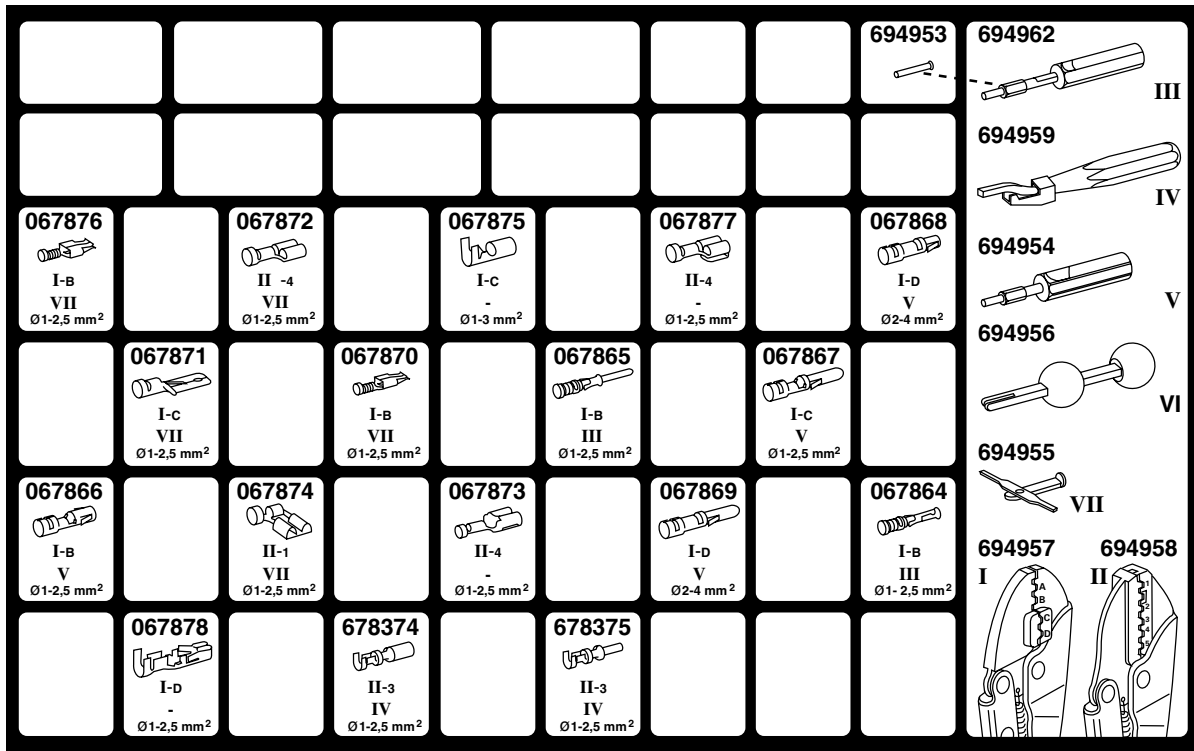 694953
694962
III
694959
IV
067876
I-B
VII
Ø1-2,5 mm²
067872
II -4
VII
Ø1-2,5 mm²
067875
I-C
-
Ø1-3 mm²
067877
II-4
-
Ø1-2,5 mm²
067868
I-D
V
Ø2-4 mm²
694954
V
067871
I-C
VII
Ø1-2,5 mm²
067870
I-B
VII
Ø1-2,5 mm²
067865
I-B
III
Ø1-2,5 mm²
067867
I-C
V
Ø1-2,5 mm²
694956
VI
694955
VII
067866
I-B
V
Ø1-2,5 mm²
067874
II-1
VII
Ø1-2,5 mm²
067873
II-4
-
Ø1-2,5 mm²
067869
I-D
V
Ø2-4 mm²
067864
I-B
III
Ø1- 2,5 mm²
067878
I-D
-
Ø1-2,5 mm²
678374
II-3
IV
Ø1-2,5 mm²
678375
II-3
IV
Ø1-2,5 mm²
694957
I
A
B
C
D
694958
II
1
2
3
4
5